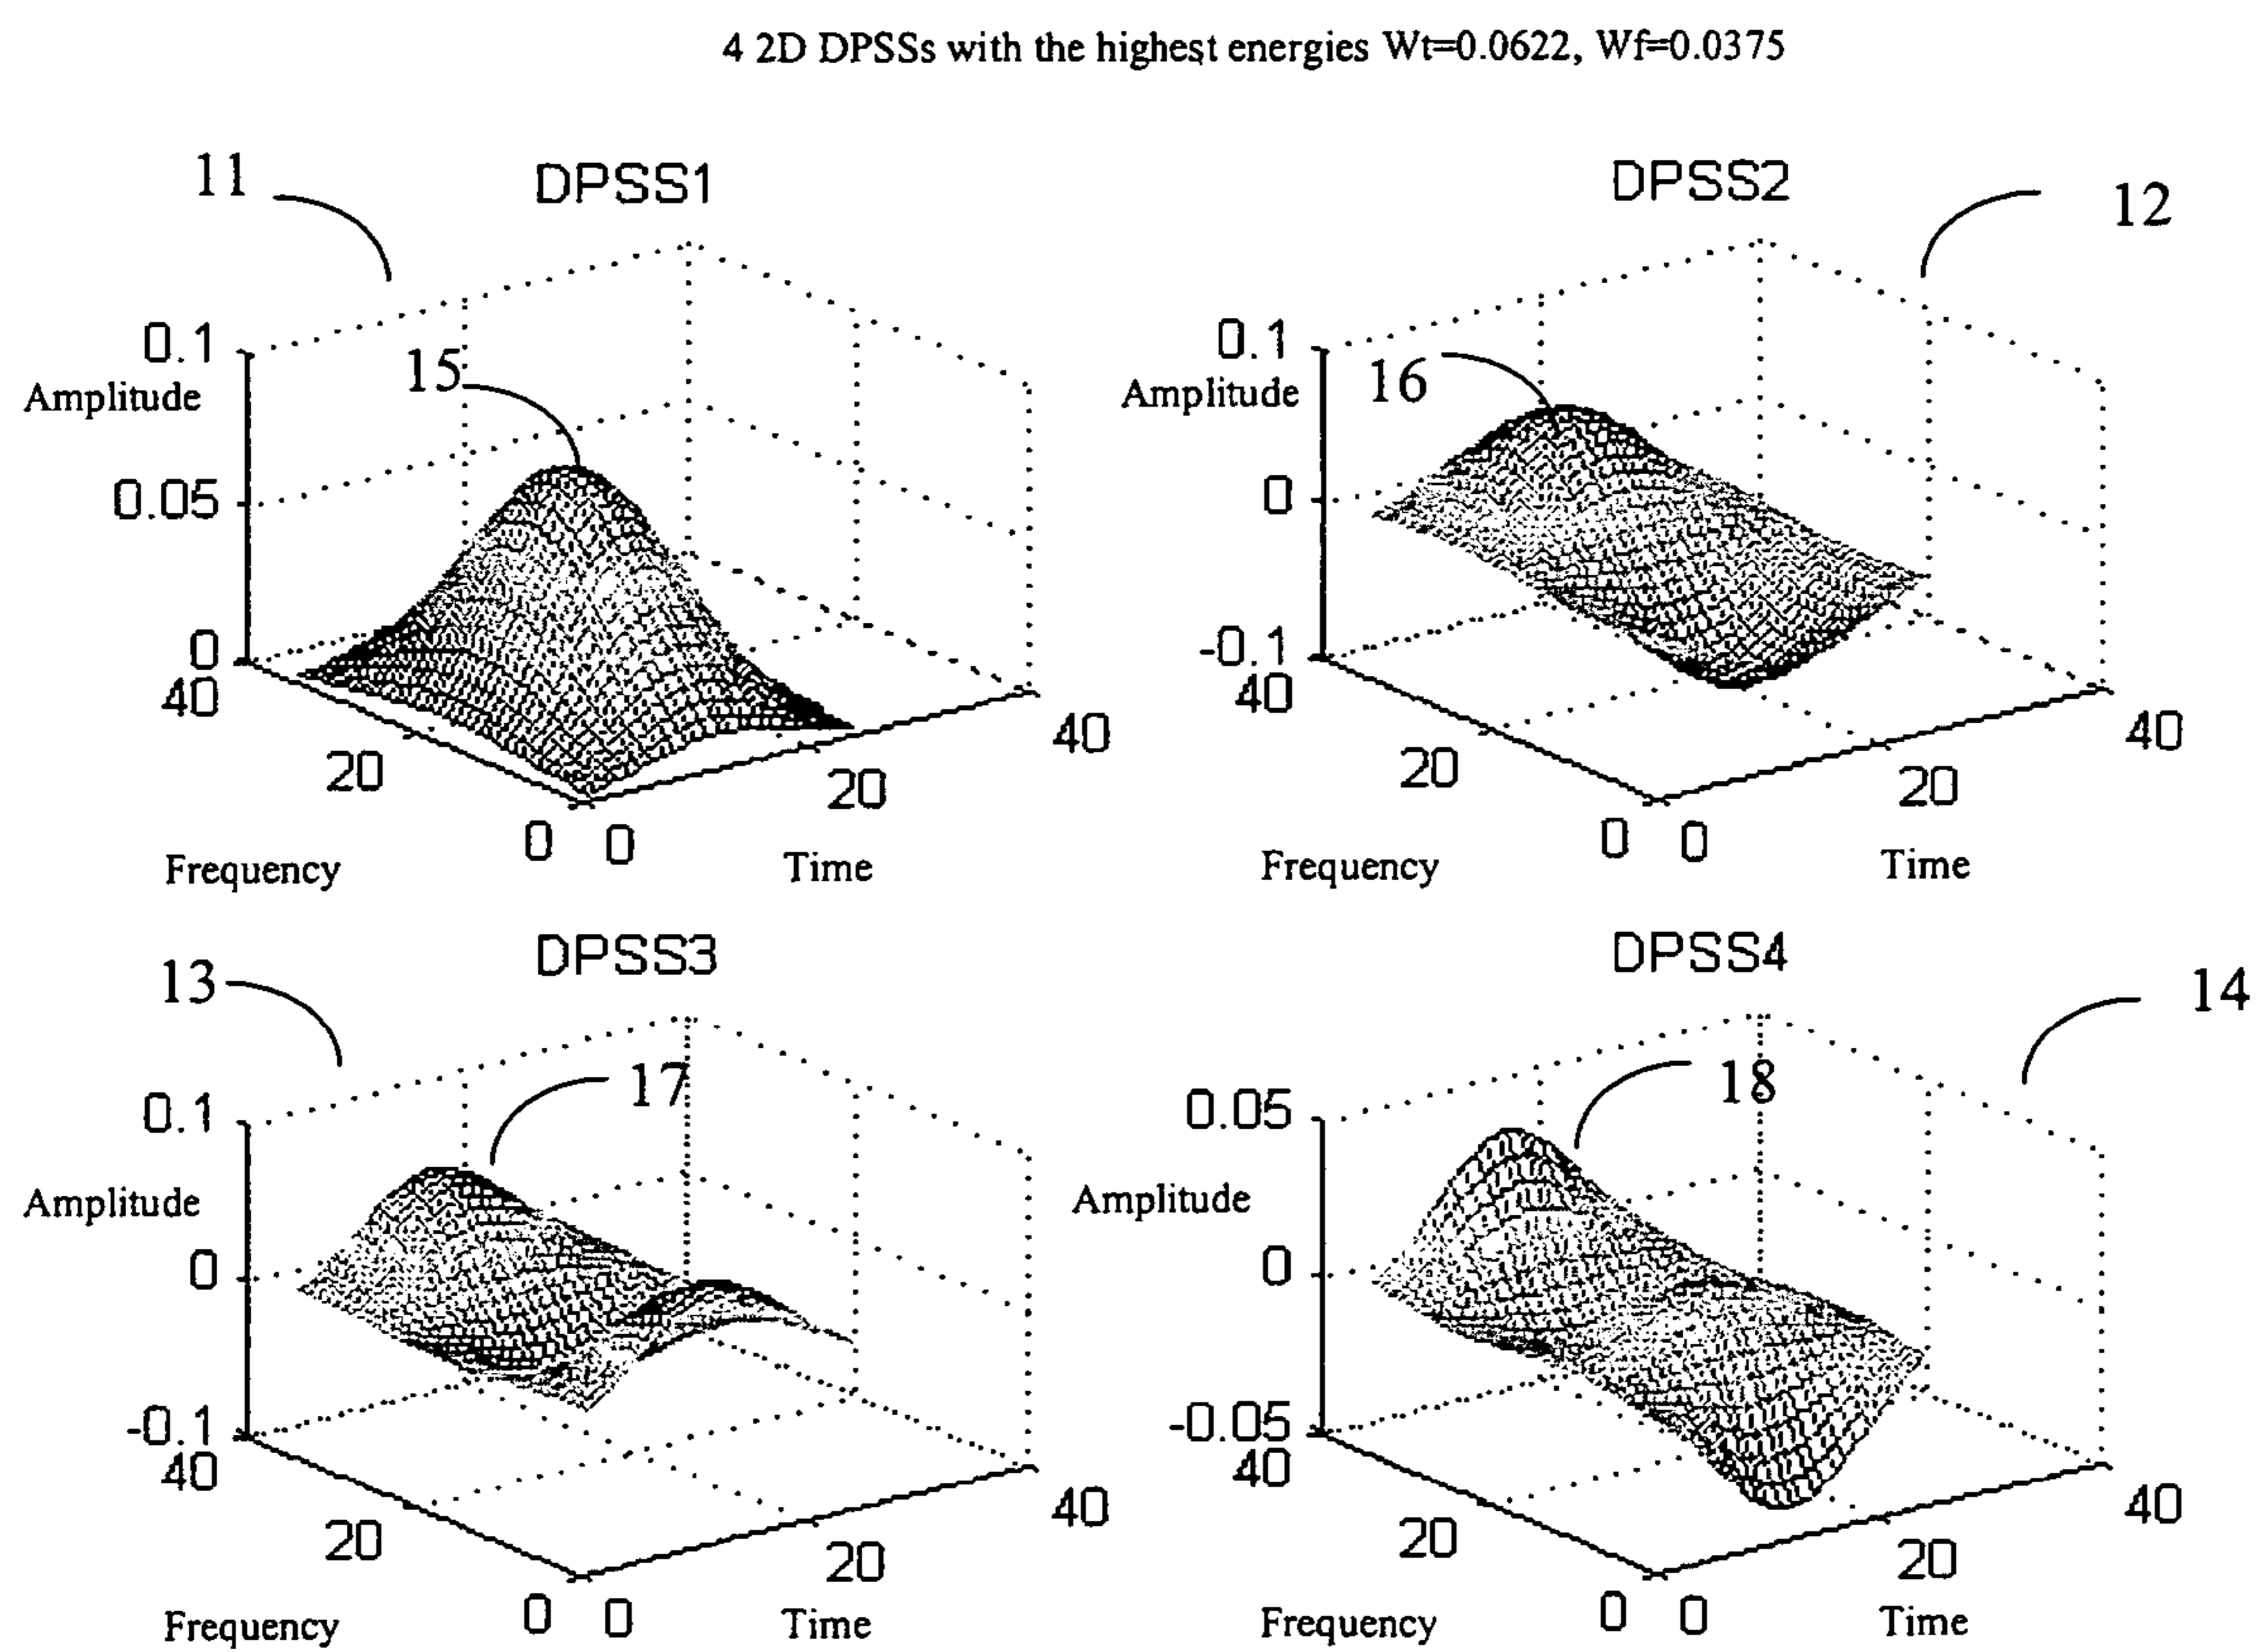 4 2D DPSSs with the highest energies Wt=0.0622, Wf=0.0375
11
DPSS1
0.1
Amplitude
15
0.05
0
40
20
0
0
20
40
Frequency
Time
DPSS2
12
0.1
Amplitude
16
0
-0.1
40
20
0
0
20
40
Frequency
Time
DPSS3
13
17
0.1
Amplitude
0
-0.1
40
20
0
0
20
40
Frequency
Time
DPSS4
14
18
0.05
Amplitude
0
-0.05
40
20
0
0
20
40
Frequency
Time